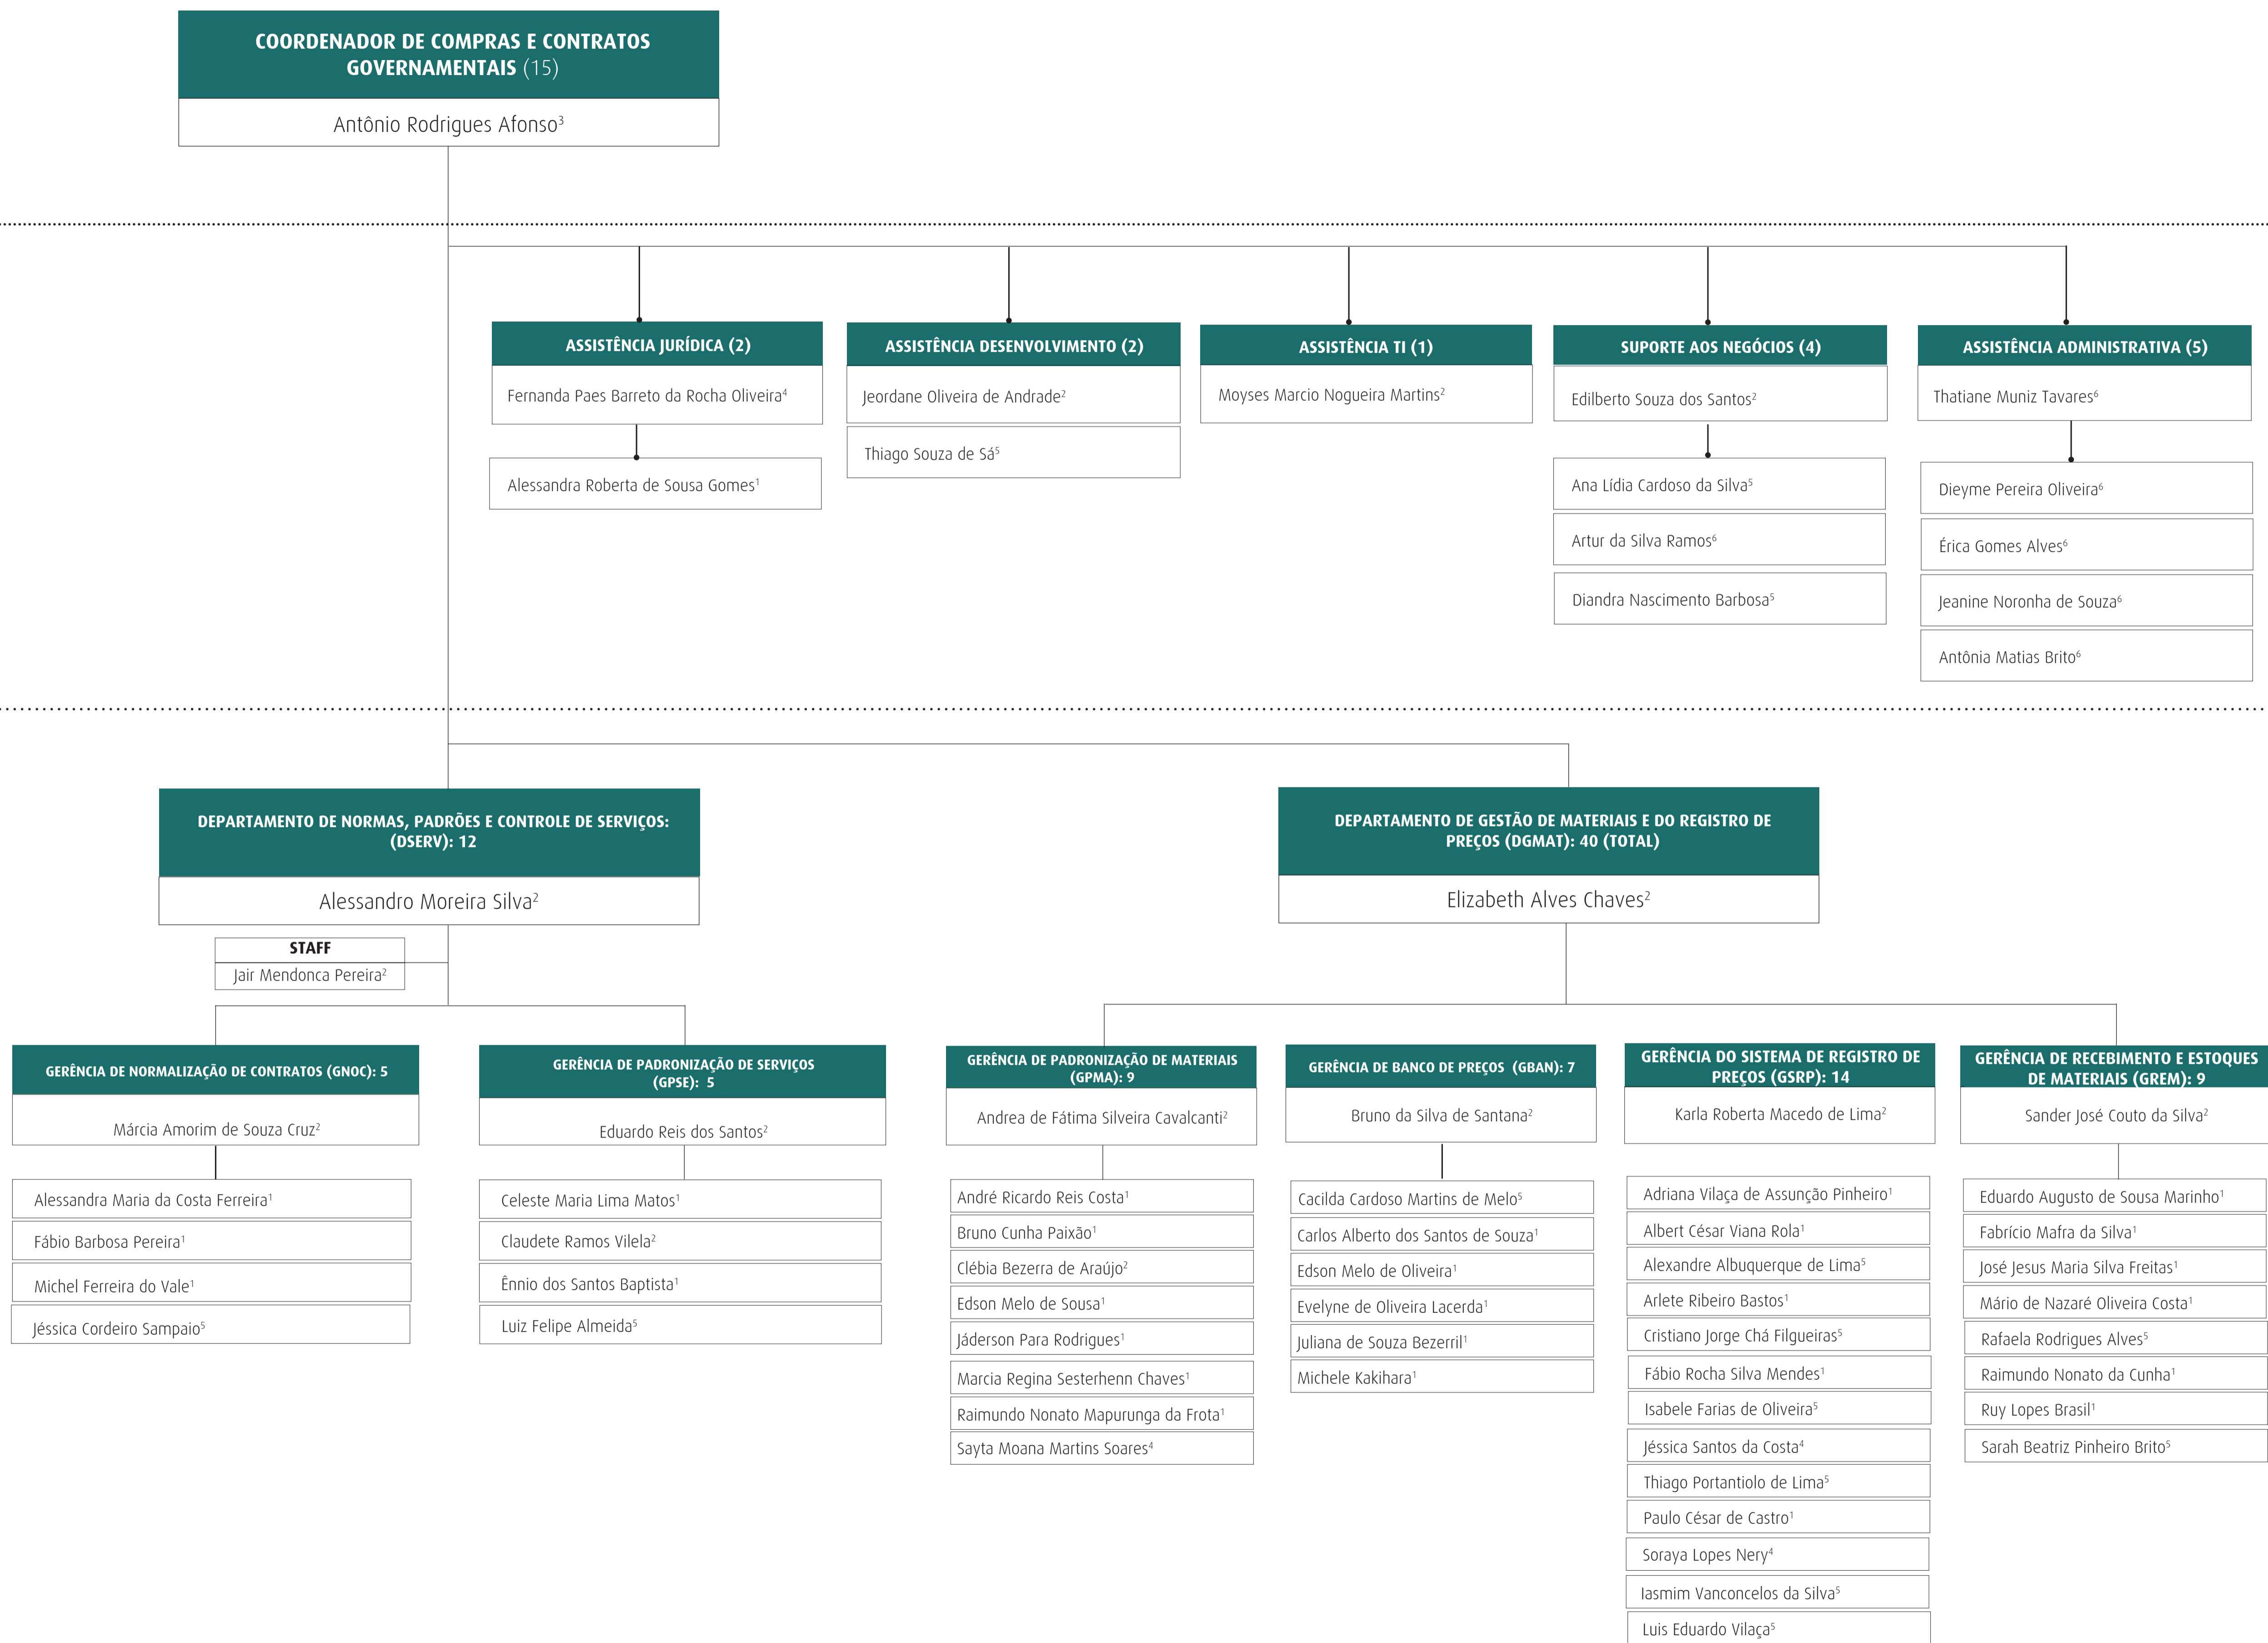 COORDENADOR DE COMPRAS E CONTRATOS
GOVERNAMENTAIS (15)
Antônio Rodrigues Afonso³
ASSISTÊNCIA JURÍDICA (2)
Fernanda Paes Barreto da Rocha Oliveira⁴
Alessandra Roberta de Sousa Gomes¹
ASSISTÊNCIA DESENVOLVIMENTO (2)
Jeordane Oliveira de Andrade²
Thiago Souza de Sá⁵
ASSISTÊNCIA TI (1)
Moyses Marcio Nogueira Martins²
SUPORTE AOS NEGÓCIOS (4)
Edilberto Souza dos Santos²
Ana Lídia Cardoso da Silva⁵
Artur da Silva Ramos⁶
Diandra Nascimento Barbosa⁵
ASSISTÊNCIA ADMINISTRATIVA (5)
Thatiane Muniz Tavares⁶
Dieyme Pereira Oliveira⁶
Érica Gomes Alves⁶
Jeanine Noronha de Souza⁶
Antônia Matias Brito⁶
DEPARTAMENTO DE NORMAS, PADRÕES E CONTROLE DE SERVIÇOS:
(DSERV): 12
Alessandro Moreira Silva²
STAFF
Jair Mendonca Pereira²
GERÊNCIA DE NORMALIZAÇÃO DE CONTRATOS (GNOC): 5
Márcia Amorim de Souza Cruz²
Alessandra Maria da Costa Ferreira¹
Fábio Barbosa Pereira¹
Michel Ferreira do Vale¹
Jéssica Cordeiro Sampaio⁵
GERÊNCIA DE PADRONIZAÇÃO DE SERVIÇOS
(GPSE): 5
Eduardo Reis dos Santos²
Celeste Maria Lima Matos¹
Claudete Ramos Vilela²
Ênnio dos Santos Baptista¹
Luiz Felipe Almeida⁵
DEPARTAMENTO DE GESTÃO DE MATERIAIS E DO REGISTRO DE
PREÇOS (DGMAT): 40 (TOTAL)
Elizabeth Alves Chaves²
GERÊNCIA DE PADRONIZAÇÃO DE MATERIAIS
(GPMA): 9
Andrea de Fátima Silveira Cavalcanti²
André Ricardo Reis Costa¹
Bruno Cunha Paixão¹
Clébia Bezerra de Araújo²
Edson Melo de Sousa¹
Jáderson Para Rodrigues¹
Marcia Regina Sesterhenn Chaves¹
Raimundo Nonato Mapurunga da Frota¹
Sayta Moana Martins Soares⁴
GERÊNCIA DE BANCO DE PREÇOS (GBAN): 7
Bruno da Silva de Santana²
Cacilda Cardoso Martins de Melo⁵
Carlos Alberto dos Santos de Souza¹
Edson Melo de Oliveira¹
Evelyne de Oliveira Lacerda¹
Juliana de Souza Bezerril¹
Michele Kakihara¹
GERÊNCIA DO SISTEMA DE REGISTRO DE
PREÇOS (GSRP): 14
Karla Roberta Macedo de Lima²
Adriana Vilaça de Assunção Pinheiro¹
Albert César Viana Rola¹
Alexandre Albuquerque de Lima⁵
Arlete Ribeiro Bastos¹
Cristiano Jorge Chá Filgueiras⁵
Fábio Rocha Silva Mendes¹
Isabele Farias de Oliveira⁵
Jéssica Santos da Costa⁴
Thiago Portantiolo de Lima⁵
Paulo César de Castro¹
Soraya Lopes Nery⁴
Iasmim Vanconcelos da Silva⁵
Luis Eduardo Vilaça⁵
GERÊNCIA DE RECEBIMENTO E ESTOQUES
DE MATERIAIS (GREM): 9
Sander José Couto da Silva²
Eduardo Augusto de Sousa Marinho¹
Fabrício Mafra da Silva¹
José Jesus Maria Silva Freitas¹
Mário de Nazaré Oliveira Costa¹
Rafaela Rodrigues Alves⁵
Raimundo Nonato da Cunha¹
Ruy Lopes Brasil¹
Sarah Beatriz Pinheiro Brito⁵